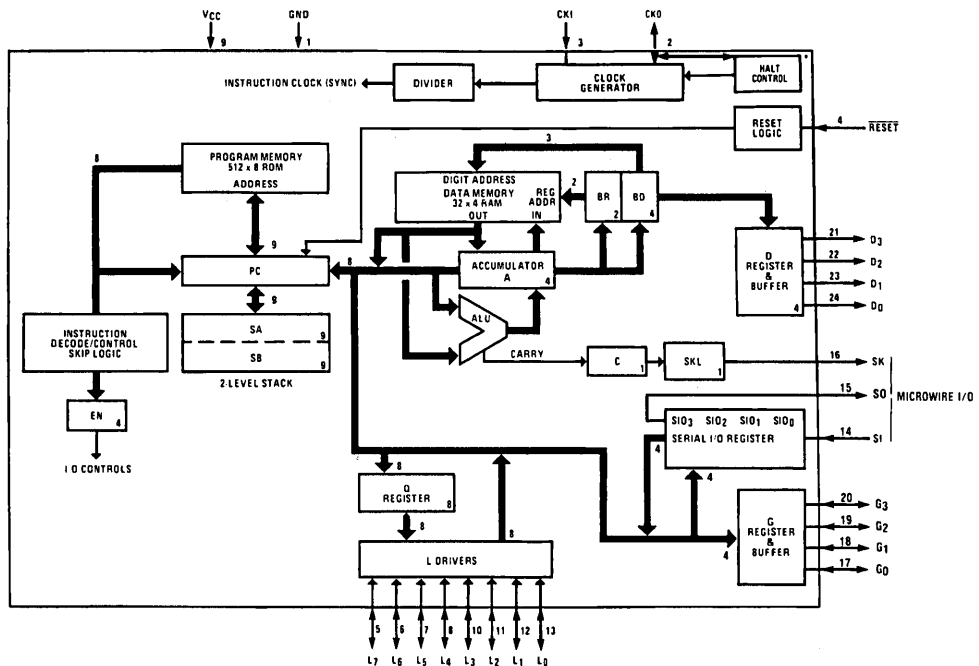 VCC GND CKI CKO
9 1 3 2
INSTRUCTION CLOCK (SYNC)
DIVIDER
CLOCK
GENERATOR
HALT
CONTROL
RESET
LOGIC
4
RESET
8
PROGRAM MEMORY
512 x 8 ROM
ADDRESS
9
PC
9
SA
9
SB
9
2-LEVEL STACK
INSTRUCTION
DECODE/CONTROL
SKIP LOGIC
EN
4
I O CONTROLS
3
DIGIT ADDRESS
DATA MEMORY
32 x 4 RAM
OUT
REG
ADDR
IN
2
BR
2
BD
4
8
ACCUMULATOR
A
4
ALU
CARRY
C
1
SKL
1
D
REGISTER
&
BUFFER
4
21 D3
22 D2
23 D1
24 D0
16 SK
15 SO
MICROWIRE I/O
14 SI
SIO3 SIO2 SIO1 SIO0
SERIAL I/O REGISTER
4
4
8
Q
REGISTER
8
8
8
L DRIVERS
4
G
REGISTER
&
BUFFER
20 G3
19 G2
18 G1
17 G0
5 6 7 8 10 11 12 13
L7 L6 L5 L4 L3 L2 L1 L0